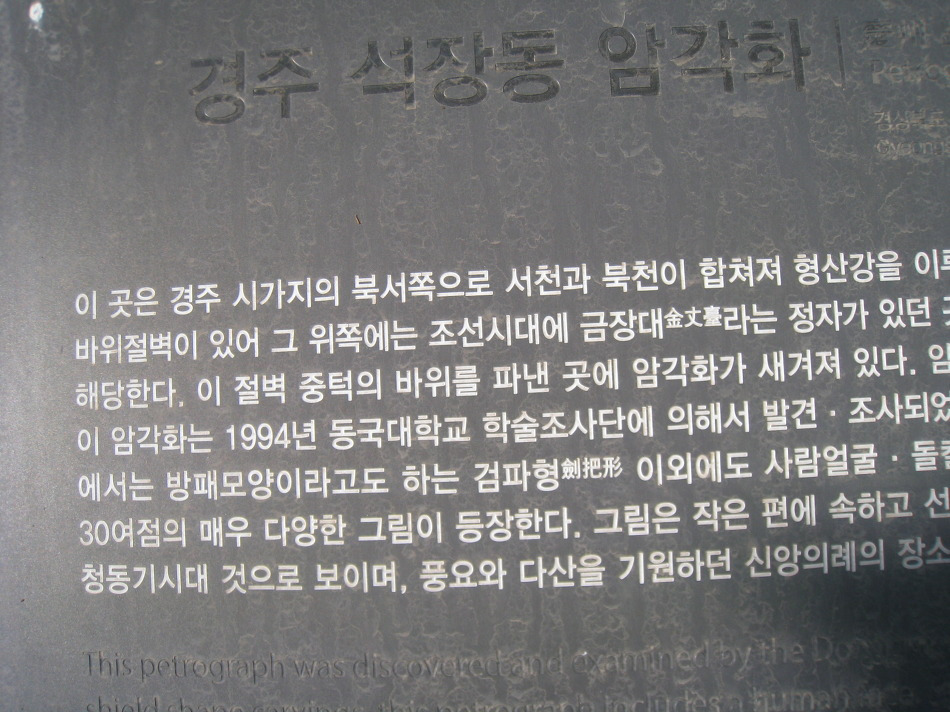 경주 석장동 암각화
이 곳은 경주 시가지의 북서쪽으로 서천과 북천이 합쳐져 형산강을
바위절벽이 있어 그 위쪽에는 조선시대에 금장대金丈臺라는 정자가 있던
해당한다. 이 절벽 중턱의 바위를 파낸 곳에 암각화가 새겨져 있다.
이 암각화는 1994년 동국대학교 학술조사단에 의해서 발견·조사되었
에서는 방패모양이라고도 하는 검파형劍把形 이외에도 사람얼굴·
30여점의 매우 다양한 그림이 등장한다. 그림은 작은 편에 속하고 선
청동기시대 것으로 보이며, 풍요와 다산을 기원하던 신앙의례의 장소
This petrograph was discovered and examined by the
shield shape carvings, this petrograph includes a human face